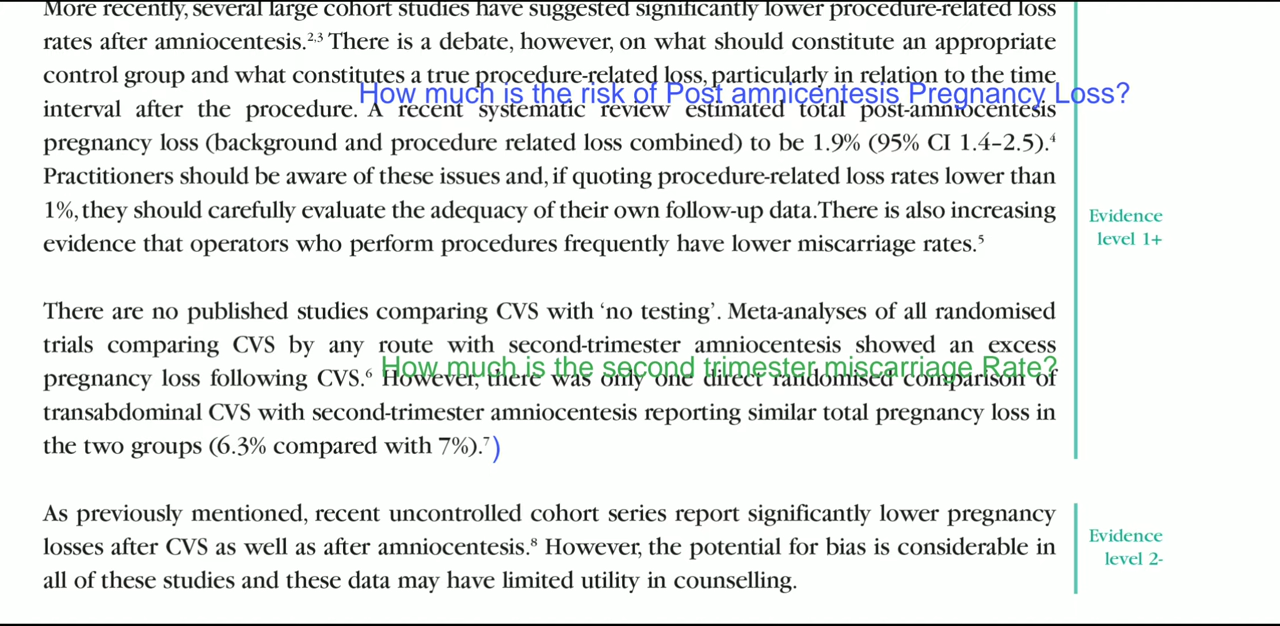 More recently, several large cohort studies have suggested significantly lower procedure-related loss
rates after amniocentesis.2,3 There is a debate, however, on what should constitute an appropriate
control group and what constitutes a true procedure-related loss, particularly in relation to the time
How much is the risk of Post amnicentesis Pregnancy Loss?
interval after the procedure. A recent systematic review estimated total post-amniocentesis
pregnancy loss (background and procedure related loss combined) to be 1.9% (95% CI 1.4–2.5).4
Practitioners should be aware of these issues and, if quoting procedure-related loss rates lower than
1%, they should carefully evaluate the adequacy of their own follow-up data.There is also increasing
Evidence
level 1+
evidence that operators who perform procedures frequently have lower miscarriage rates.5
There are no published studies comparing CVS with ‘no testing’. Meta-analyses of all randomised
trials comparing CVS by any route with second-trimester amniocentesis showed an excess
How much is the second trimester miscarriage Rate?
pregnancy loss following CVS.6 However, there was only one direct randomised comparison of
transabdominal CVS with second-trimester amniocentesis reporting similar total pregnancy loss in
the two groups (6.3% compared with 7%).7)
As previously mentioned, recent uncontrolled cohort series report significantly lower pregnancy
losses after CVS as well as after amniocentesis.8 However, the potential for bias is considerable in
all of these studies and these data may have limited utility in counselling.
Evidence
level 2-